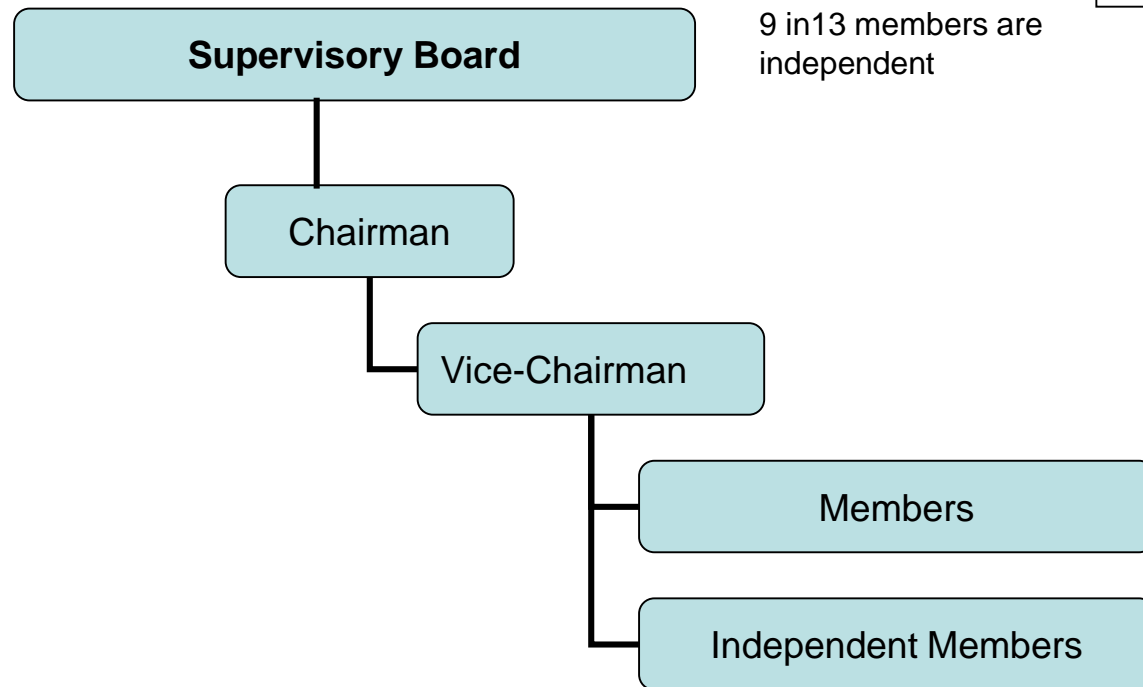 Supervisory Board
9 in13 members are
independent
Chairman
Vice-Chairman
Members
Independent Members